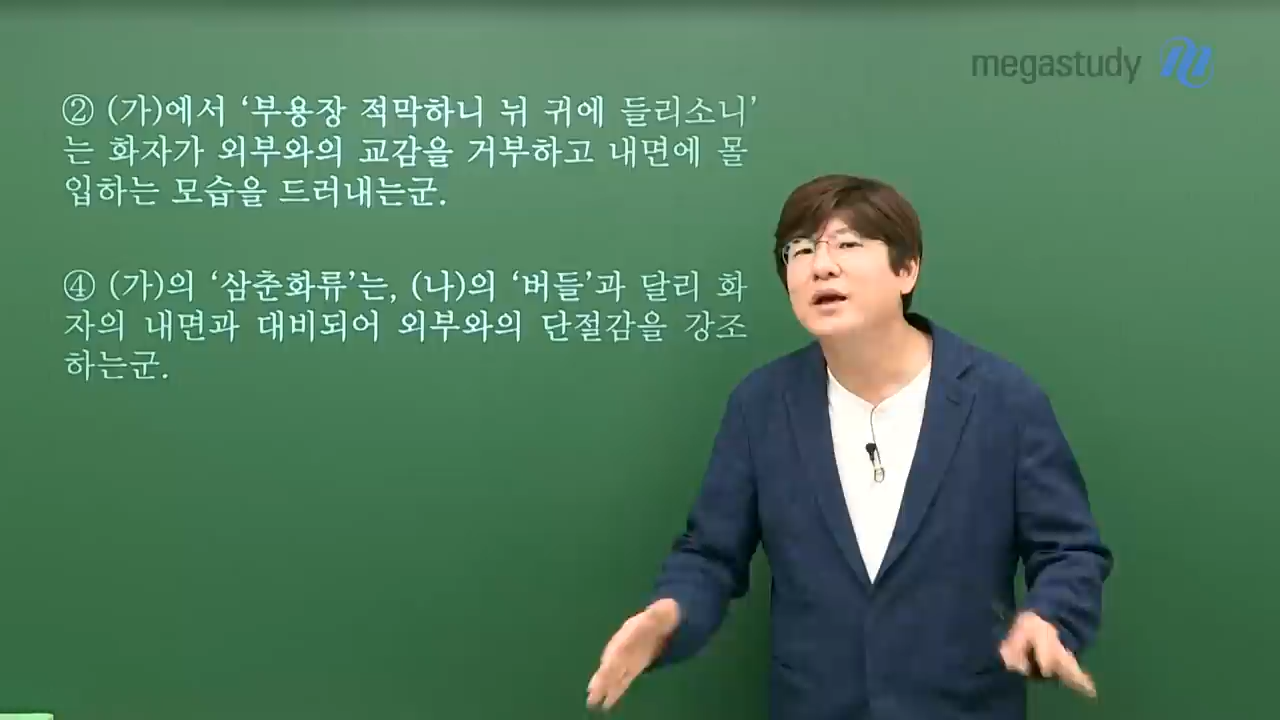 megastudy
② (가)에서 ‘부용장 적막하니 뉘 귀에 들리소니’
는 화자가 외부와의 교감을 거부하고 내면에 몰
입하는 모습을 드러내는군.
④ (가)의 ‘삼춘화류’는, (나)의 ‘버들’과 달리 화
자의 내면과 대비되어 외부와의 단절감을 강조
하는군.